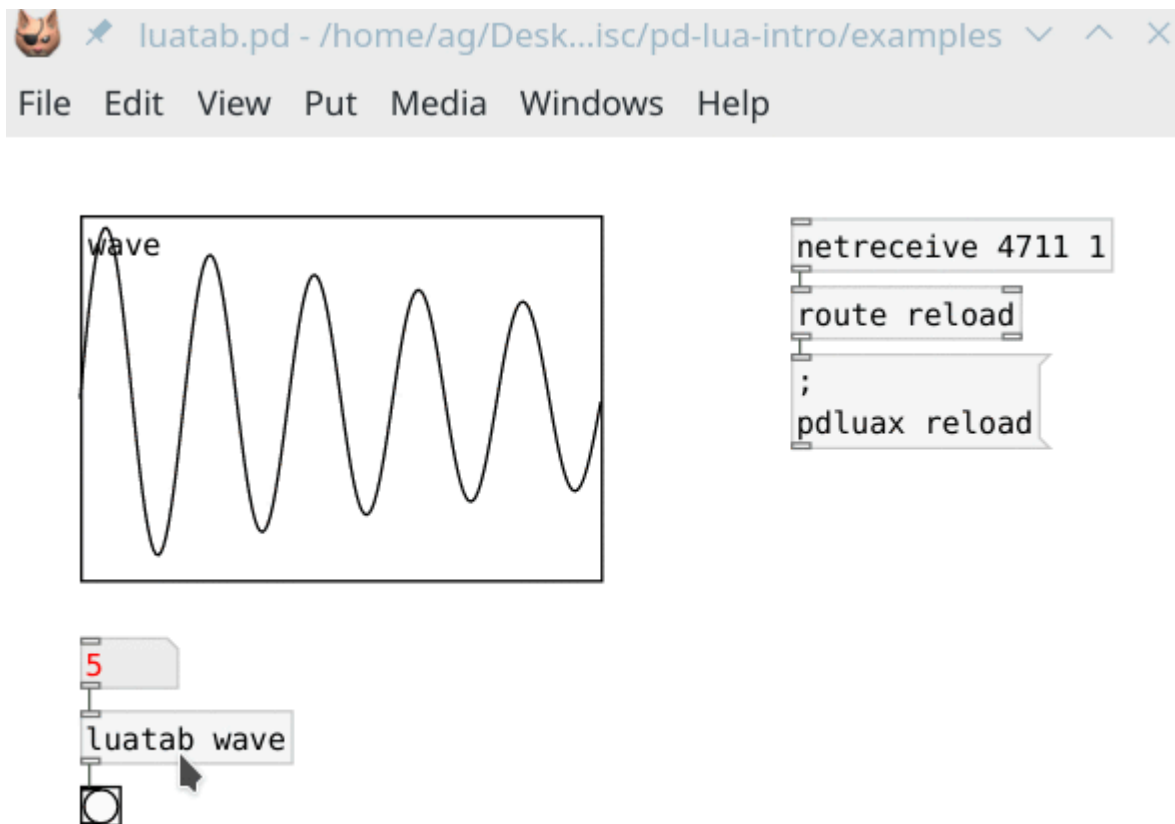 luatab.pd - /home/ag/Desk...isc/pd-lua-intro/examples
File Edit View Put Media Windows Help
wave
netreceive 4711 1
route reload
;
pdluax reload
5
luatab wave